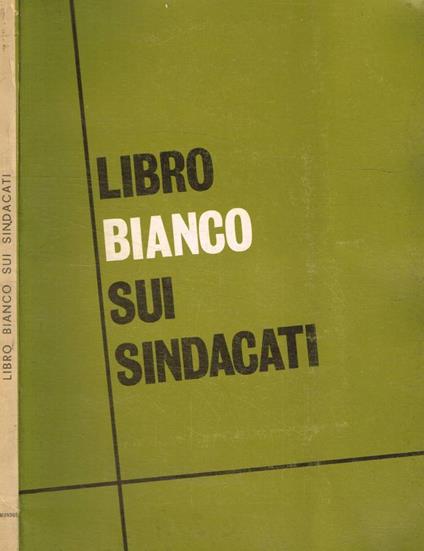 LIBRO
BIANCO
SUI
SINDACATI
LIBRO BIANCO SUI SINDACATI